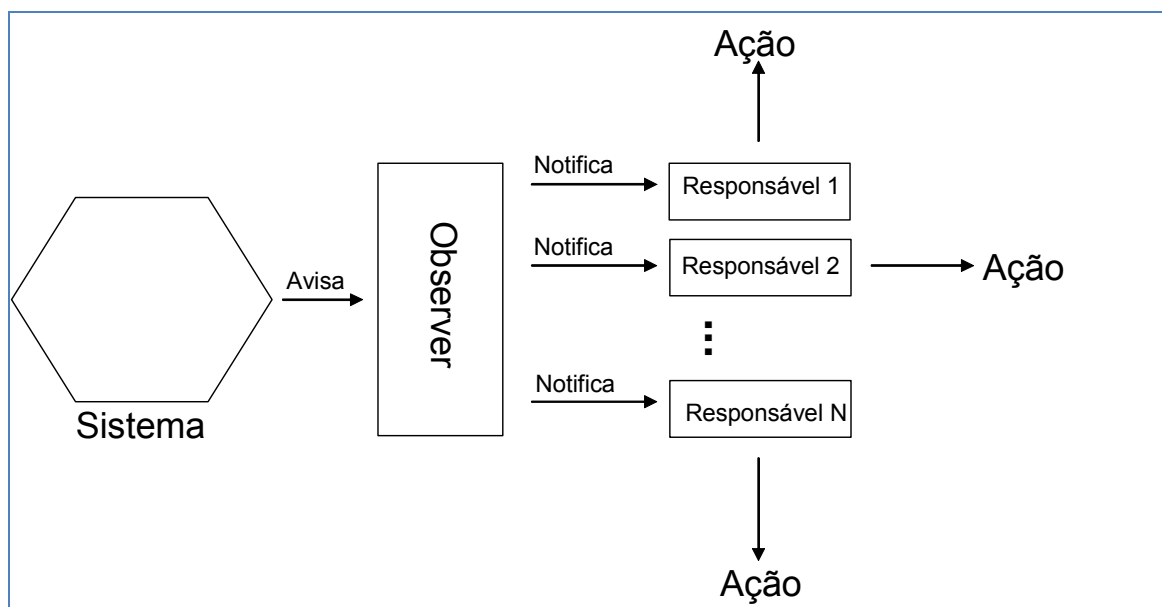 Ação
Notifica
Responsável 1
Observer
Notifica
Responsável 2
Ação
Avisa
Notifica
Responsável N
Sistema
Ação